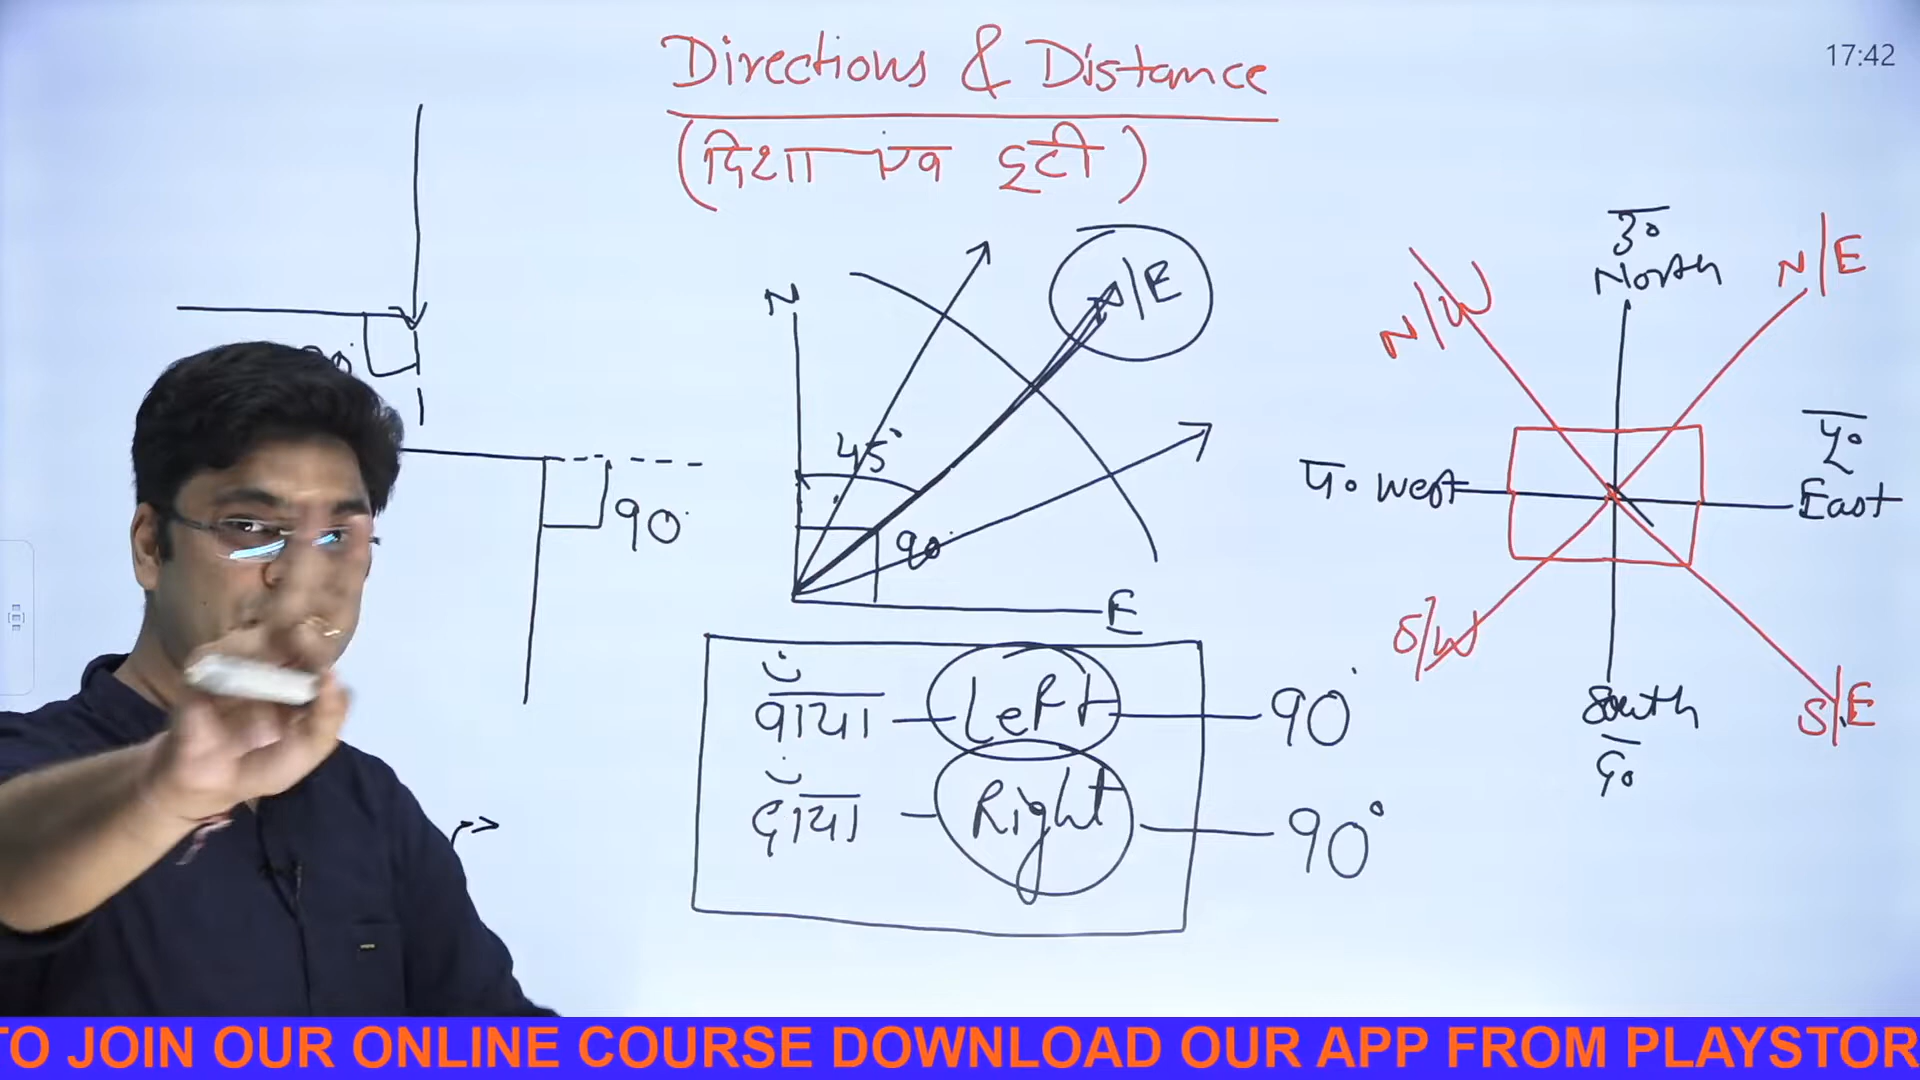 Directions & Distance
17:42
(दिशा एव दूरी)
उ०
North
N/E
N/W
N
N/E
45°
पू०
East
प० West
90°
90°
E
S/W
S/E
South
द०
बाँया — Left — 90°
दाँया — Right — 90°
TO JOIN OUR ONLINE COURSE DOWNLOAD OUR APP FROM PLAYSTOR